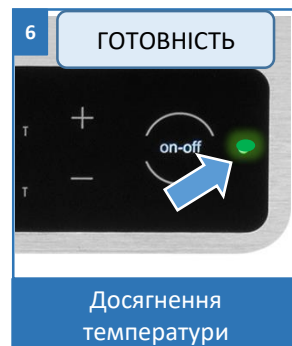 6
ГОТОВНІСТЬ
T
+
on-off
T
−
Досягнення
температури